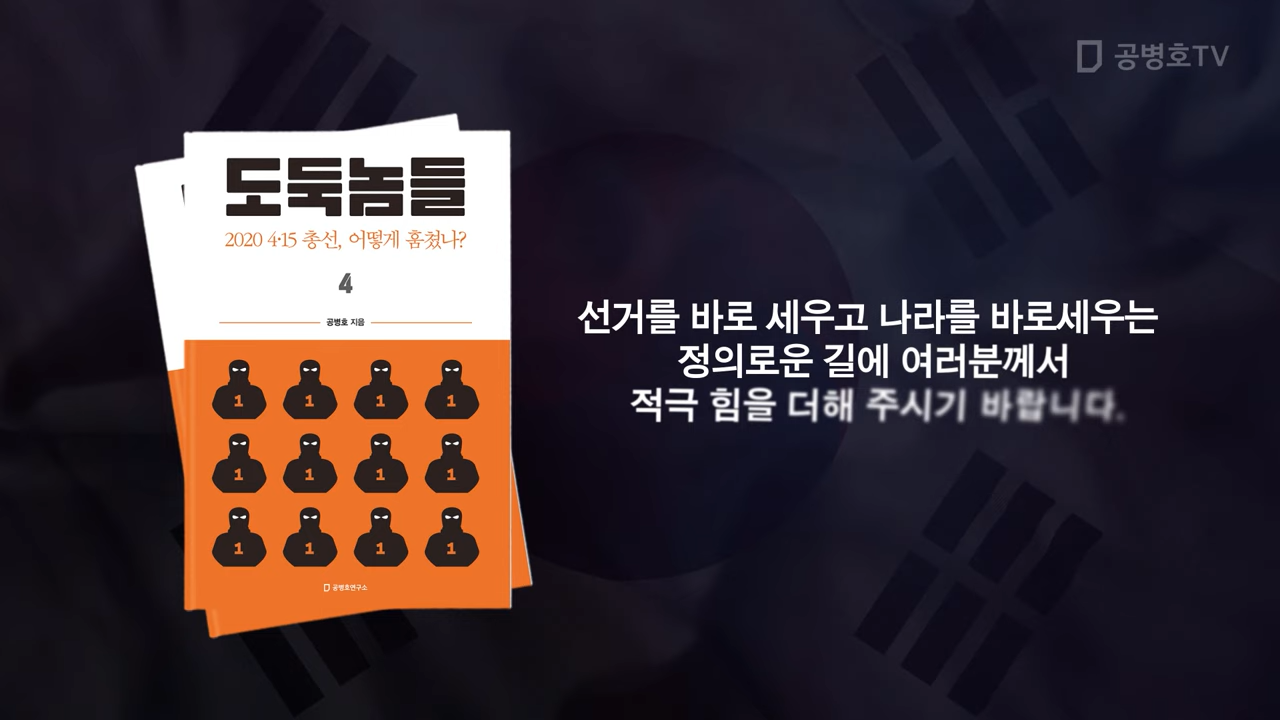 공병호TV
도둑놈들
2020 4·15 총선, 어떻게 훔쳤나?
4
공병호 지음
1 1 1 1
1 1 1 1
1 1 1 1
공병호연구소
선거를 바로 세우고 나라를 바로세우는
정의로운 길에 여러분께서
적극 힘을 더해 주시기 바랍니다.